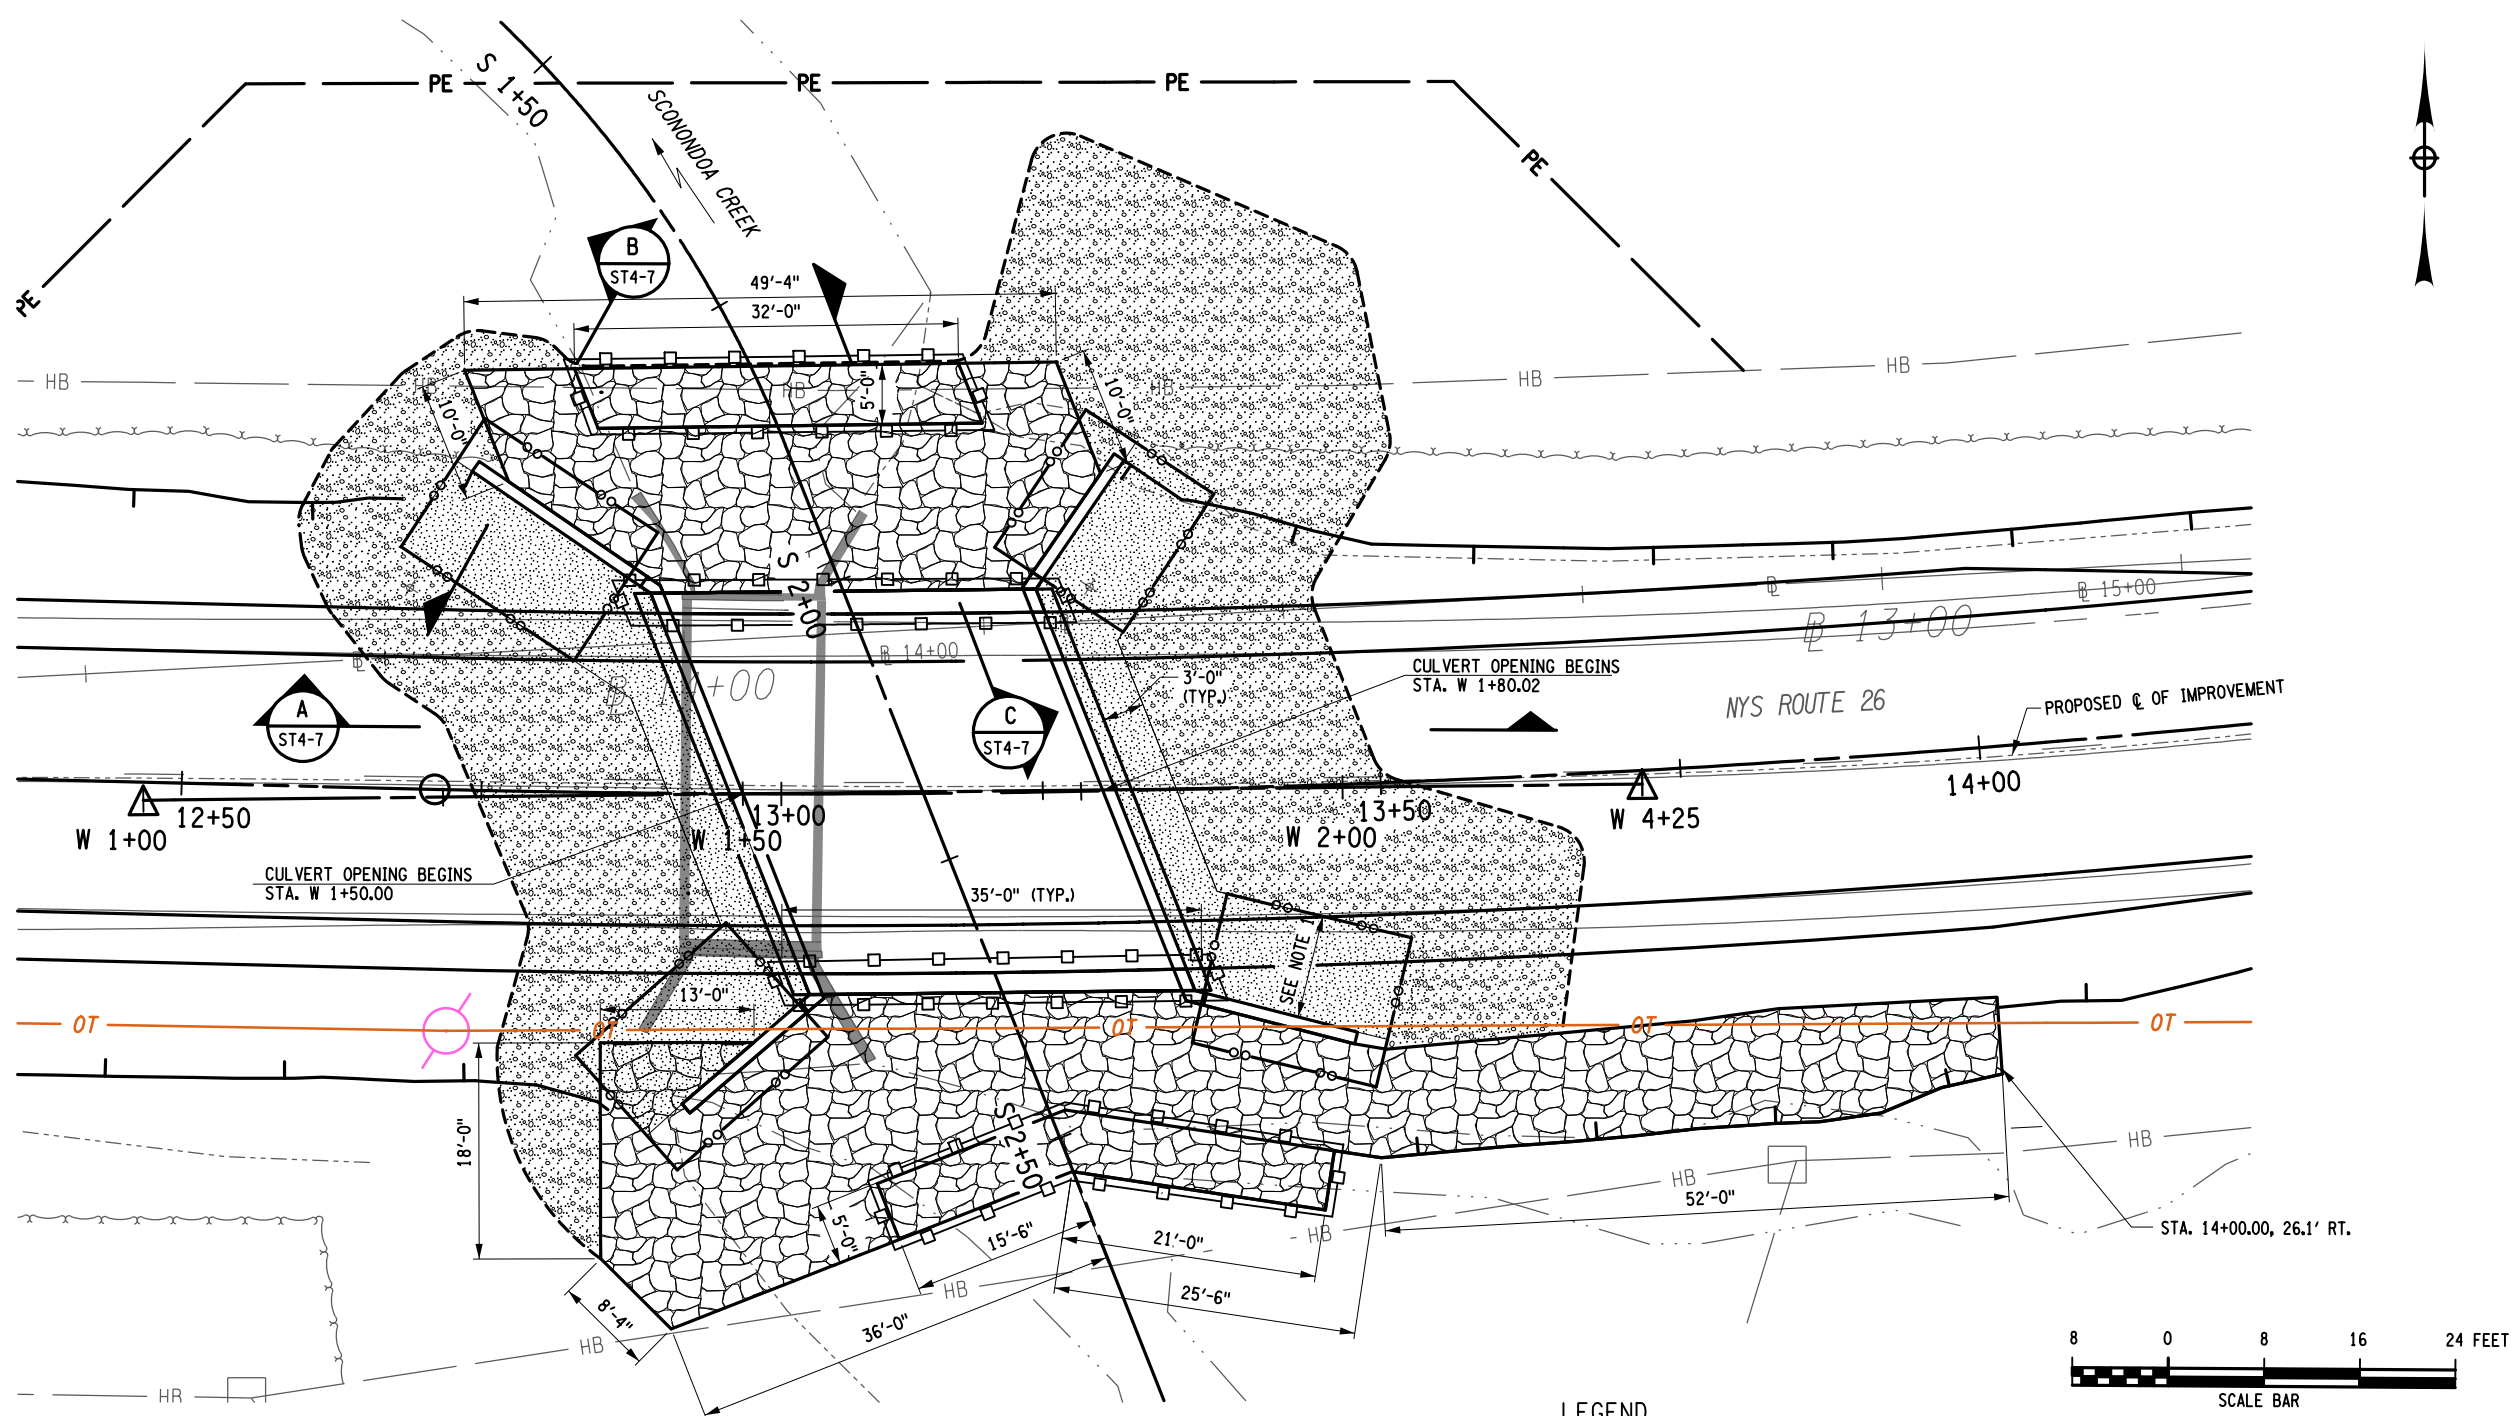 S 1+50
PE
PE
PE
PE
PE
SCONONDOA CREEK
B
ST4-7
49'-4"
32'-0"
HB
HB
HB
HB
HB
HB
10'-0"
5'-0"
10'-0"
S 2+00
℄ 15+00
13+00
14+00
14+00
CULVERT OPENING BEGINS
STA. W 1+80.02
3'-0"
(TYP.)
NYS ROUTE 26
PROPOSED ℄ OF IMPROVEMENT
A
ST4-7
C
ST4-7
W 1+00
12+50
13+00
W 1+50
13+50
W 2+00
W 4+25
14+00
CULVERT OPENING BEGINS
STA. W 1+50.00
35'-0" (TYP.)
SEE NOTE 1
13'-0"
OT
OT
OT
OT
OT
18'-0"
S 2+50
HB
HB
52'-0"
5'-0"
15'-6"
21'-0"
HB
STA. 14+00.00, 26.1' RT.
25'-6"
HB
8'-4"
36'-0"
HB
HB
8 0 8 16 24 FEET
SCALE BAR
LEGEND